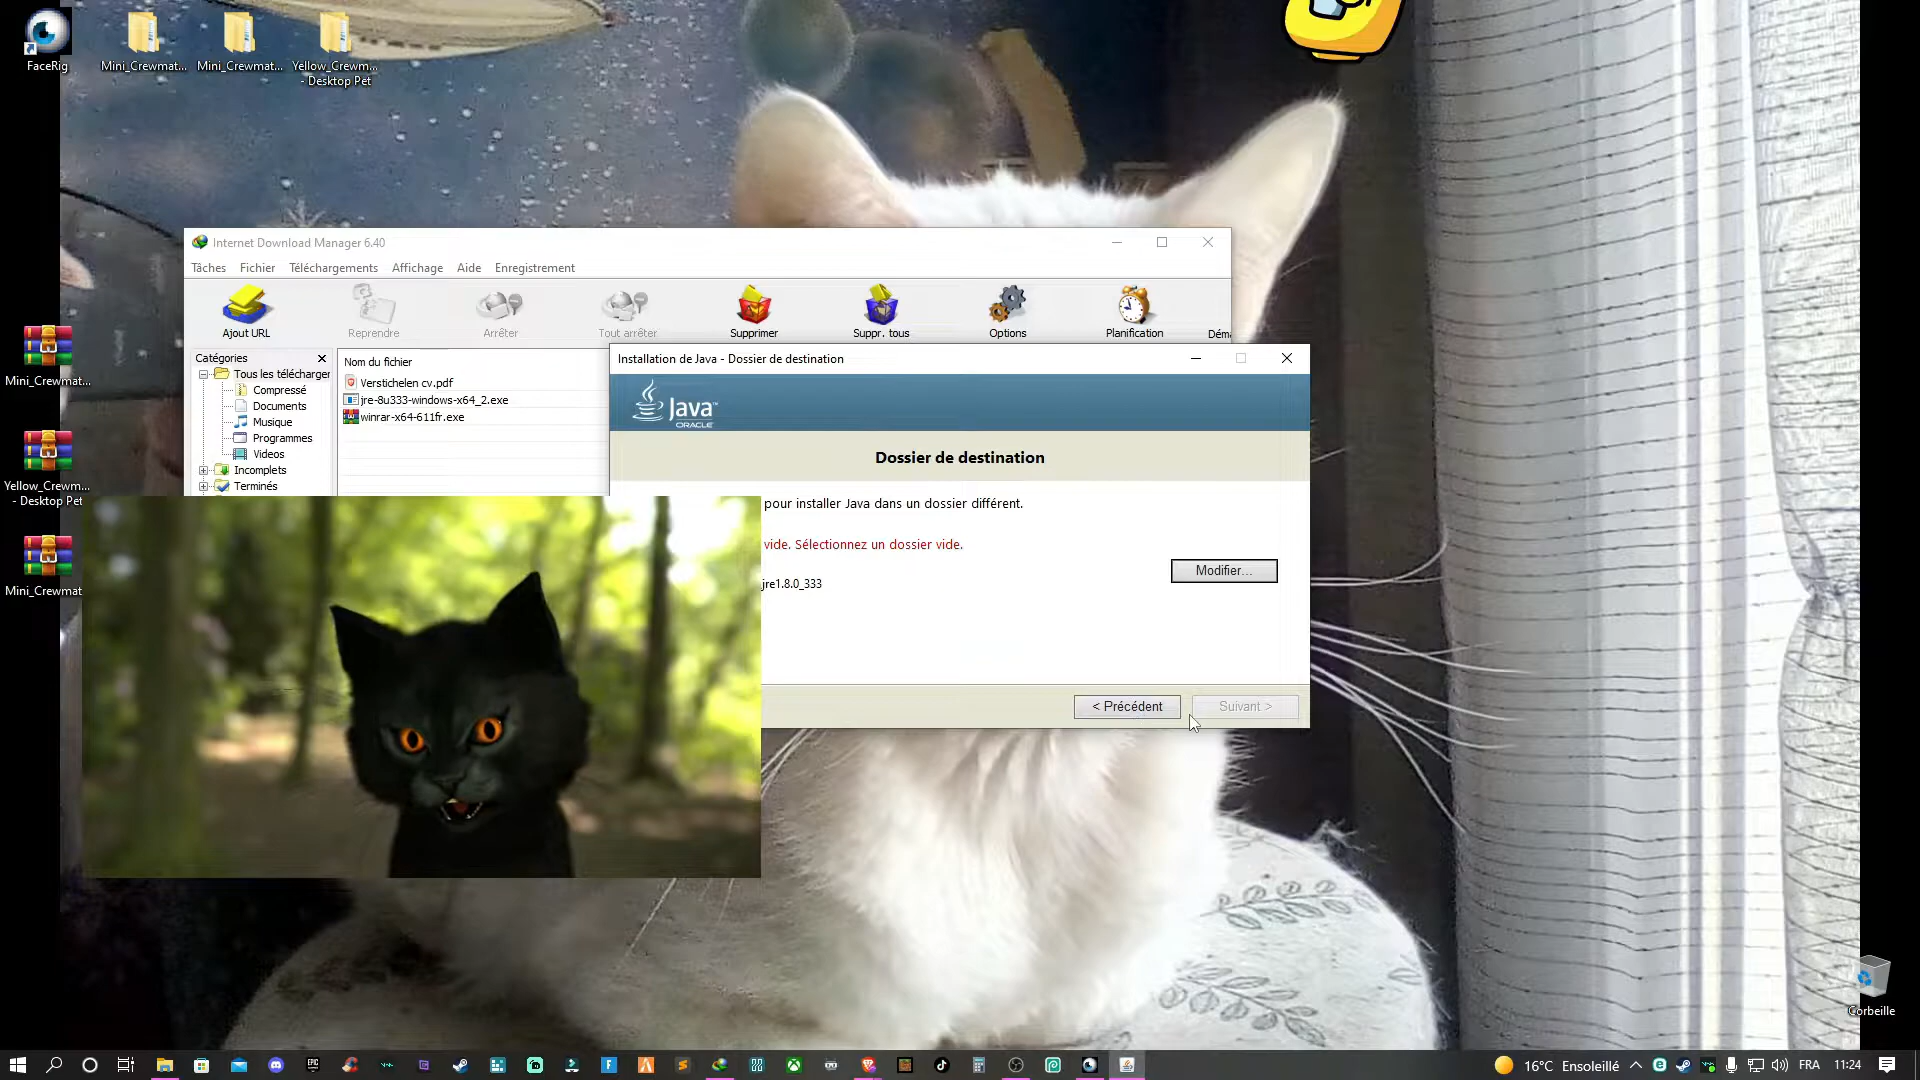 FaceRig
Mini_Crewmat...
Mini_Crewmat...
Yellow_Crewm...
- Desktop Pet
Mini_Crewmat...
Yellow_Crewm...
- Desktop Pet
Mini_Crewmat
Internet Download Manager 6.40
Tâches Fichier Téléchargements Affichage Aide Enregistrement
Ajout URL Reprendre Arrêter Tout arrêter Supprimer Suppr. tous Options Planification Déma
Catégories
Tous les télécharger
Compressé
Documents
Musique
Programmes
Videos
Incomplets
Terminés
Nom du fichier
Verstichelen cv.pdf
jre-8u333-windows-x64_2.exe
winrar-x64-611fr.exe
Installation de Java - Dossier de destination
Java™
ORACLE
Dossier de destination
pour installer Java dans un dossier différent.
vide. Sélectionnez un dossier vide.
jre1.8.0_333
Modifier...
< Précédent
Suivant >
Corbeille
EPIC
16°C Ensoleillé
FRA
11:24